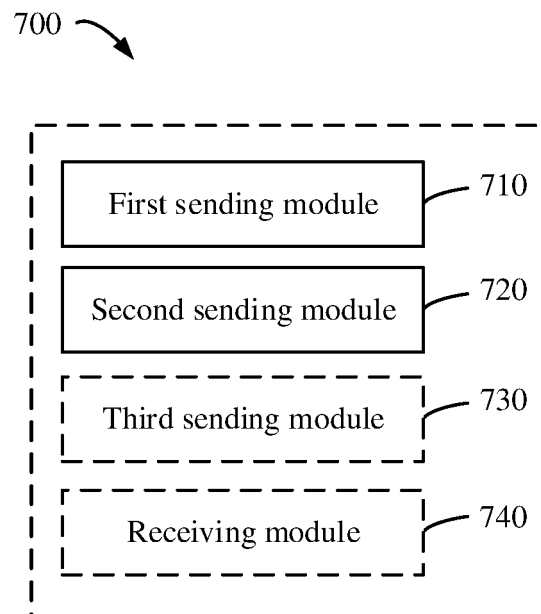 700
First sending module
710
Second sending module
720
Third sending module
730
Receiving module
740